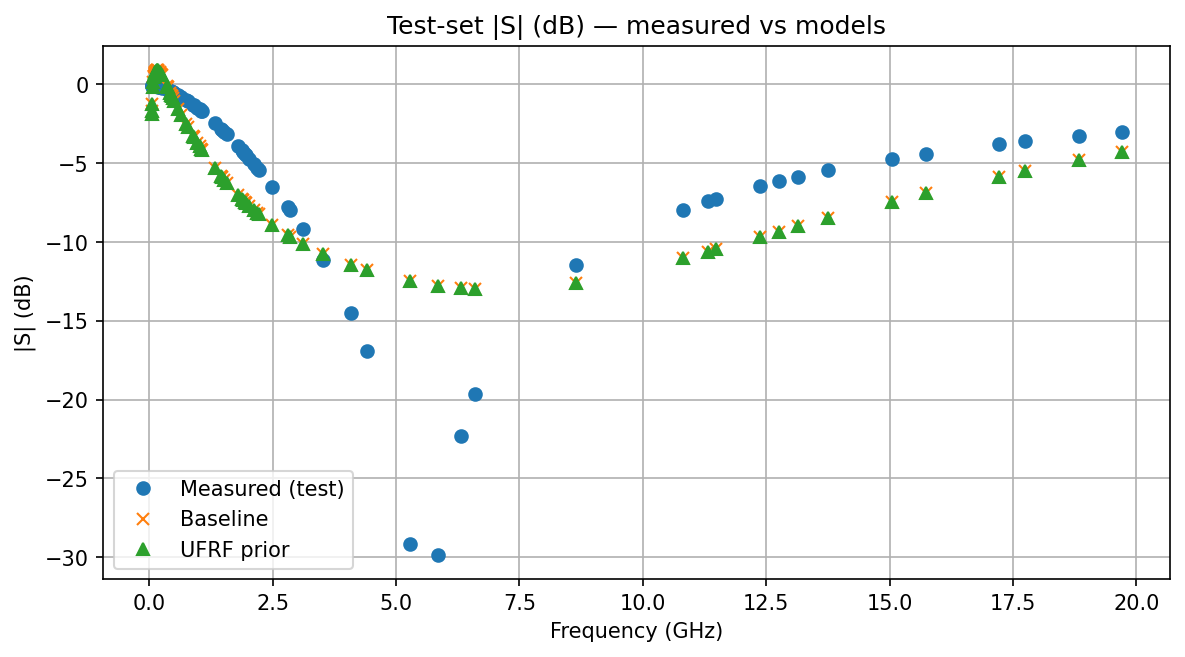 Test-set |S| (dB) — measured vs models
|S| (dB)
0
−5
−10
−15
−20
−25
−30
Measured (test)
Baseline
UFRF prior
0.0 2.5 5.0 7.5 10.0 12.5 15.0 17.5 20.0
Frequency (GHz)